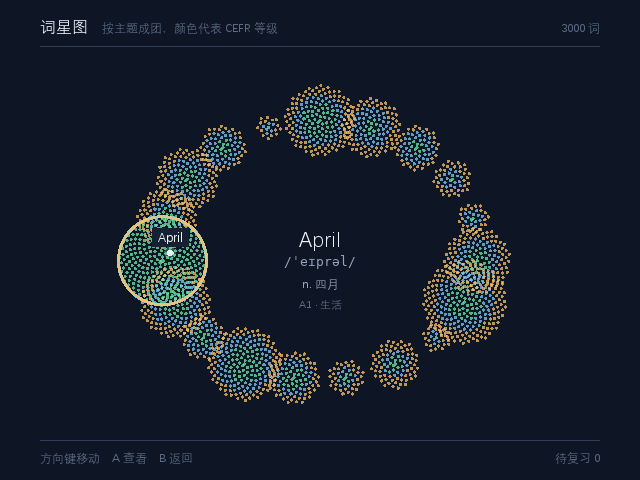 词星图 按主题成团，颜色代表 CEFR 等级 3000 词
April
April
/ˈeɪprəl/
n. 四月
A1 · 生活
方向键移动 A 查看 B 返回 待复习 0